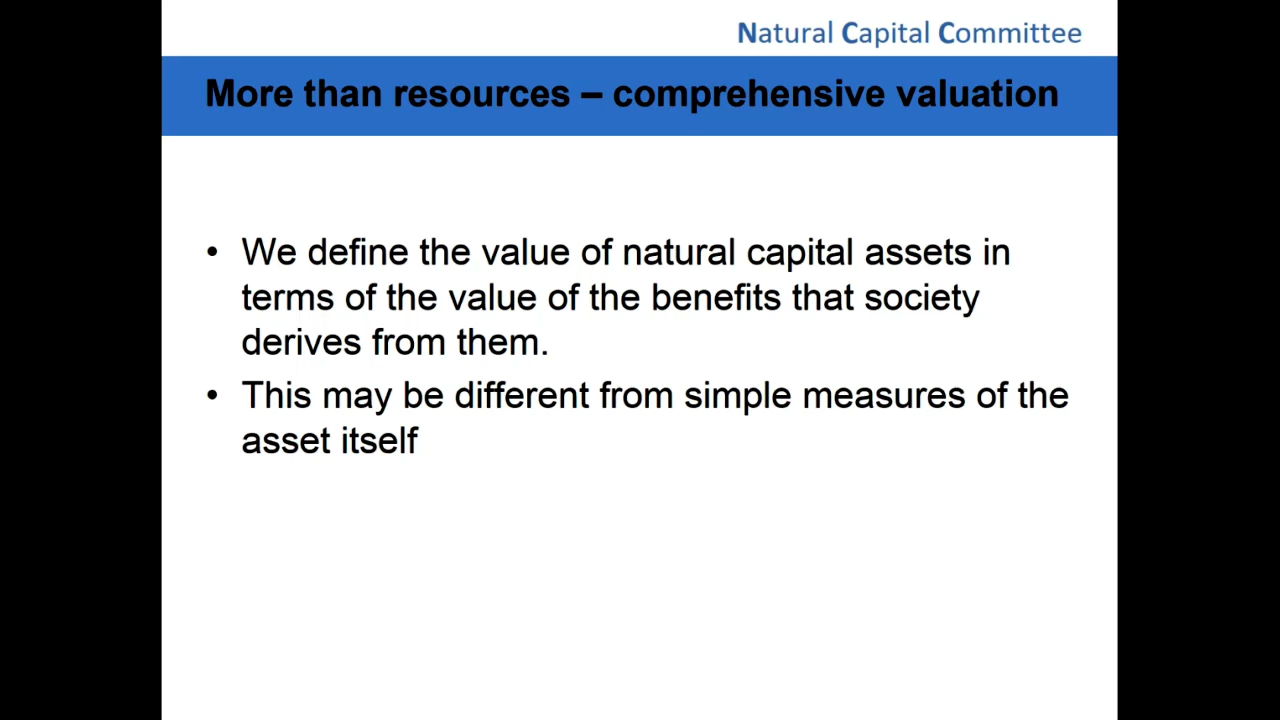 Natural Capital Committee
More than resources – comprehensive valuation
• We define the value of natural capital assets in
terms of the value of the benefits that society
derives from them.
• This may be different from simple measures of the
asset itself